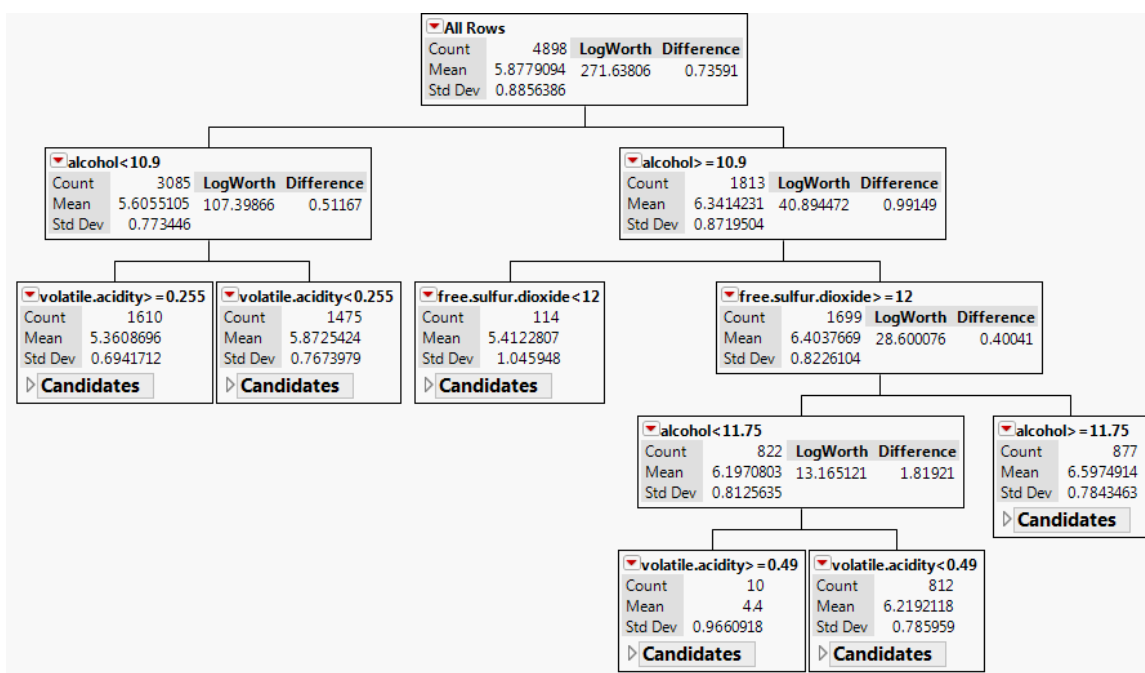 All Rows
Count 4898 LogWorth Difference
Mean 5.8779094 271.63806 0.73591
Std Dev 0.8856386
alcohol<10.9
Count 3085 LogWorth Difference
Mean 5.6055105 107.39866 0.51167
Std Dev 0.773446
alcohol>=10.9
Count 1813 LogWorth Difference
Mean 6.3414231 40.894472 0.99149
Std Dev 0.8719504
volatile.acidity>=0.255
Count 1610
Mean 5.3608696
Std Dev 0.6941712
Candidates
volatile.acidity<0.255
Count 1475
Mean 5.8725424
Std Dev 0.7673979
Candidates
free.sulfur.dioxide<12
Count 114
Mean 5.4122807
Std Dev 1.045948
Candidates
free.sulfur.dioxide>=12
Count 1699 LogWorth Difference
Mean 6.4037669 28.600076 0.40041
Std Dev 0.8226104
alcohol<11.75
Count 822 LogWorth Difference
Mean 6.1970803 13.165121 1.81921
Std Dev 0.8125635
alcohol>=11.75
Count 877
Mean 6.5974914
Std Dev 0.7843463
Candidates
volatile.acidity>=0.49
Count 10
Mean 4.4
Std Dev 0.9660918
Candidates
volatile.acidity<0.49
Count 812
Mean 6.2192118
Std Dev 0.785959
Candidates